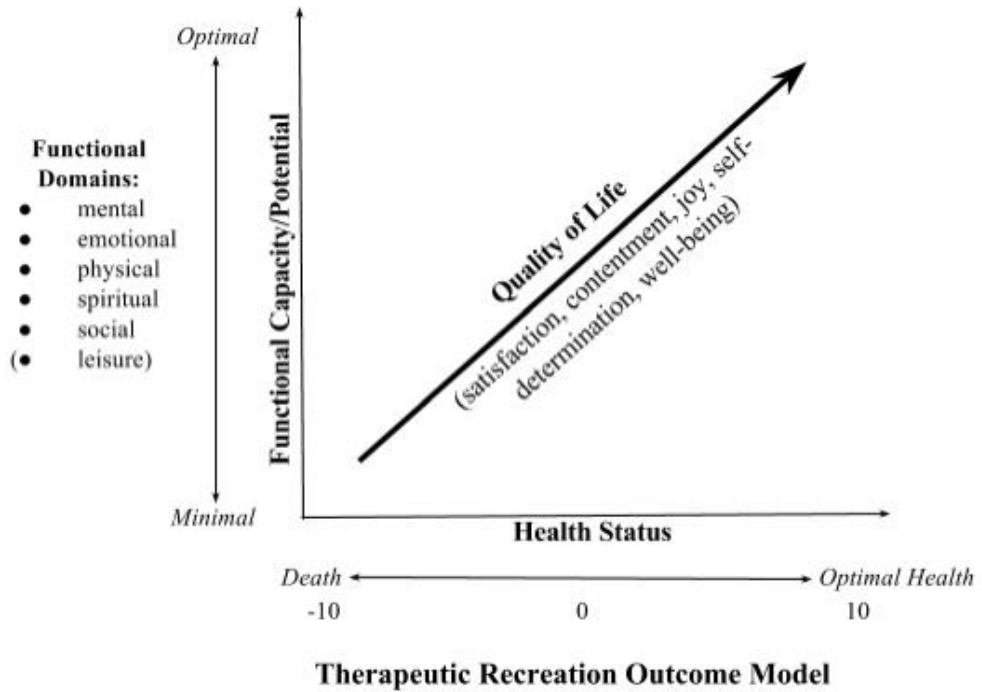 Optimal
Functional
Domains:
● mental
● emotional
● physical
● spiritual
● social
(● leisure)
Minimal
Functional Capacity/Potential
Quality of Life
(satisfaction, contentment, joy, self-
determination, well-being)
Health Status
Death
Optimal Health
-10 0 10
Therapeutic Recreation Outcome Model